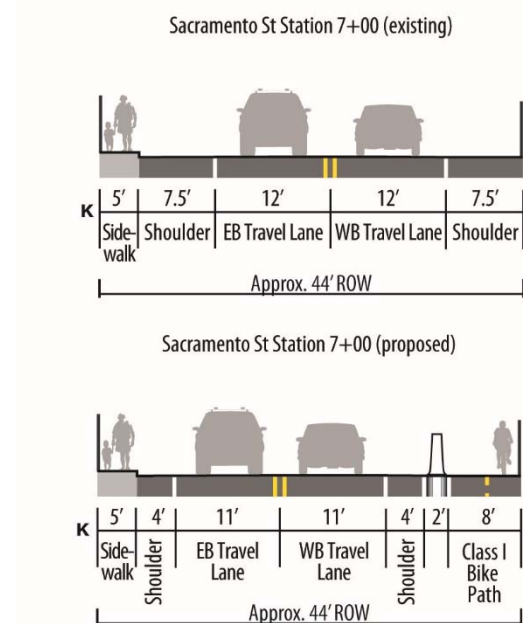 Sacramento St Station 7+00 (existing)
K
5′ 7.5′ 12′ 12′ 7.5′
Side-
walk
Shoulder EB Travel Lane WB Travel Lane Shoulder
Approx. 44′ ROW
Sacramento St Station 7+00 (proposed)
K
5′ 4′ 11′ 11′ 4′ 2′ 8′
Side-
walk
Shoulder
EB Travel
Lane
WB Travel
Lane
Shoulder
Class I
Bike
Path
Approx. 44′ ROW